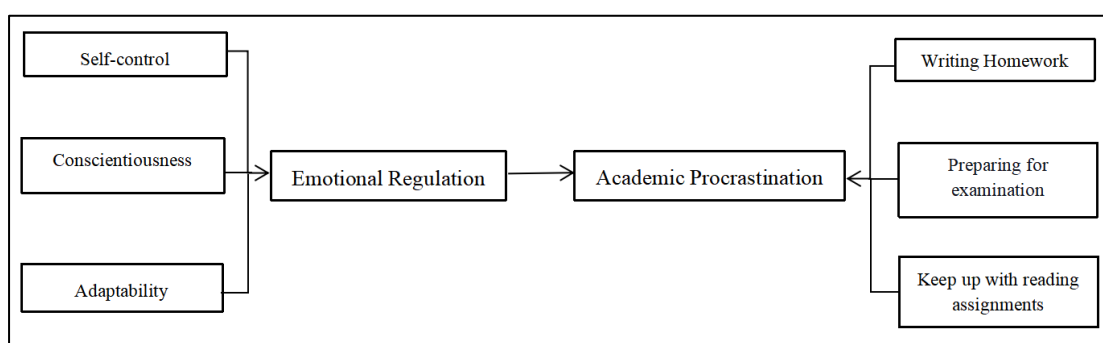 Self-control
Conscientiousness
Adaptability
Emotional Regulation
Academic Procrastination
Writing Homework
Preparing for
examination
Keep up with reading
assignments